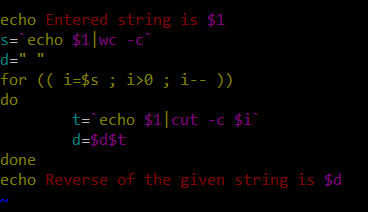 echo Entered string is $1
s=`echo $1|wc -c`
d=" "
for (( i=$s ; i>0 ; i-- ))
do
        t=`echo $1|cut -c $i`
        d=$d$t
done
echo Reverse of the given string is $d
~